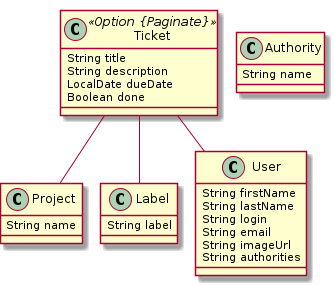 C
«Option {Paginate}»
Ticket
String title
String description
LocalDate dueDate
Boolean done
C Authority
String name
C Project
String name
C Label
String label
C User
String firstName
String lastName
String login
String email
String imageUrl
String authorities